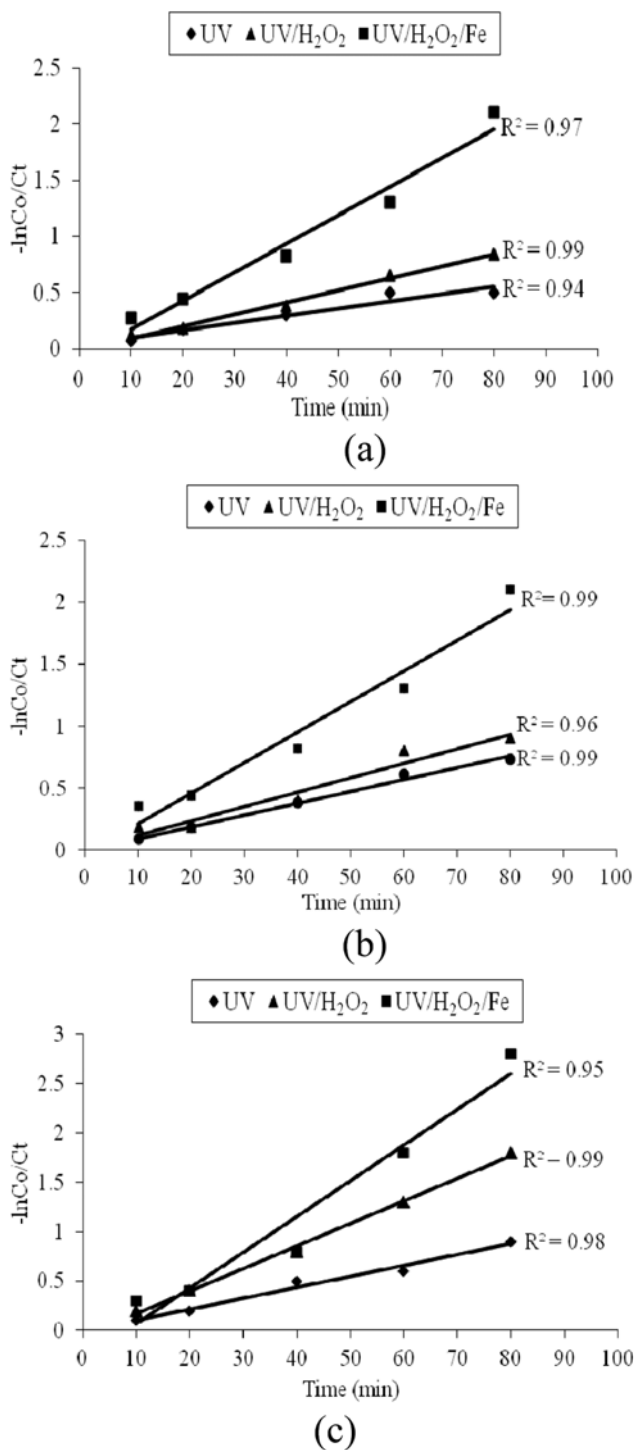 UV UV/H₂O₂ UV/H₂O₂/Fe
2.5
2
1.5
1
0.5
0
-lnCo/Ct
R² = 0.97
R² = 0.99
R² = 0.94
0 10 20 30 40 50 60 70 80 90 100
Time (min)
(a)
UV UV/H₂O₂ UV/H₂O₂/Fe
2.5
2
1.5
1
0.5
0
-lnCo/Ct
R²= 0.99
R² = 0.96
R² = 0.99
0 10 20 30 40 50 60 70 80 90 100
Time (min)
(b)
UV UV/H₂O₂ UV/H₂O₂/Fe
3
2.5
2
1.5
1
0.5
0
-lnCo/Ct
R² = 0.95
R² – 0.99
R² = 0.98
0 10 20 30 40 50 60 70 80 90 100
Time (min)
(c)